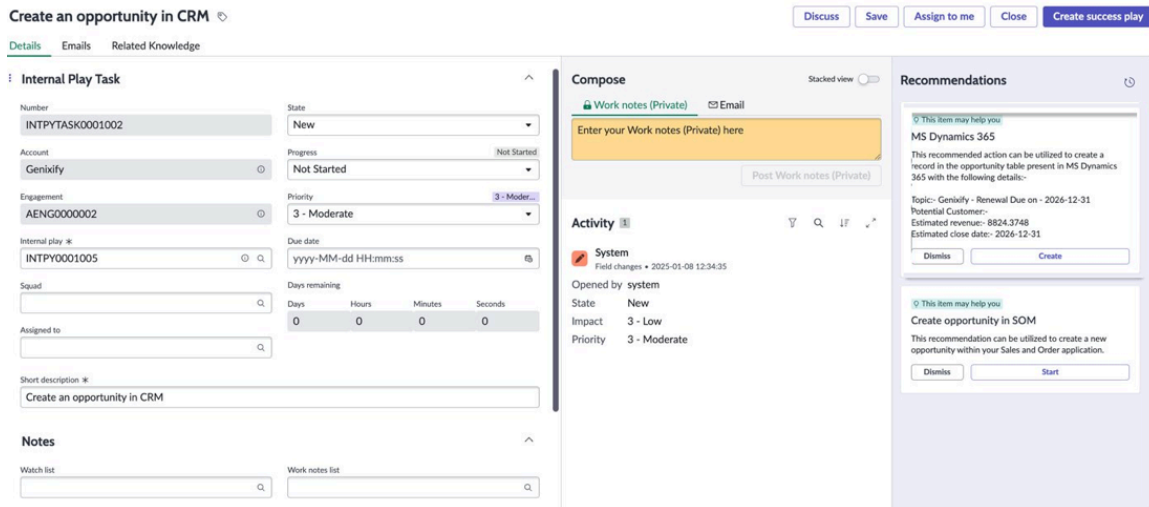 Create an opportunity in CRM
Discuss
Save
Assign to me
Close
Create success play
Details
Emails
Related Knowledge
Internal Play Task
Number
INTPYTASK0001002
State
New
Account
Genixify
Progress
Not Started
Not Started
Engagement
AENG0000002
Priority
3 - Moder...
3 - Moderate
Internal play *
INTPY0001005
Due date
yyyy-MM-dd HH:mm:ss
Squad
Days remaining
Days
Hours
Minutes
Seconds
0
0
0
0
Assigned to
Short description *
Create an opportunity in CRM
Notes
Watch list
Work notes list
Compose
Stacked view
Work notes (Private)
Email
Enter your Work notes (Private) here
Post Work notes (Private)
Activity 1
System
Field changes • 2025-01-08 12:34:35
Opened by system
State New
Impact 3 - Low
Priority 3 - Moderate
Recommendations
This item may help you
MS Dynamics 365
This recommended action can be utilized to create a
record in the opportunity table present in MS Dynamics
365 with the following details:-
Topic:- Genixify - Renewal Due on - 2026-12-31
Potential Customer:-
Estimated revenue:- 8824.3748
Estimated close date:- 2026-12-31
Dismiss
Create
This item may help you
Create opportunity in SOM
This recommendation can be utilized to create a new
opportunity within your Sales and Order application.
Dismiss
Start